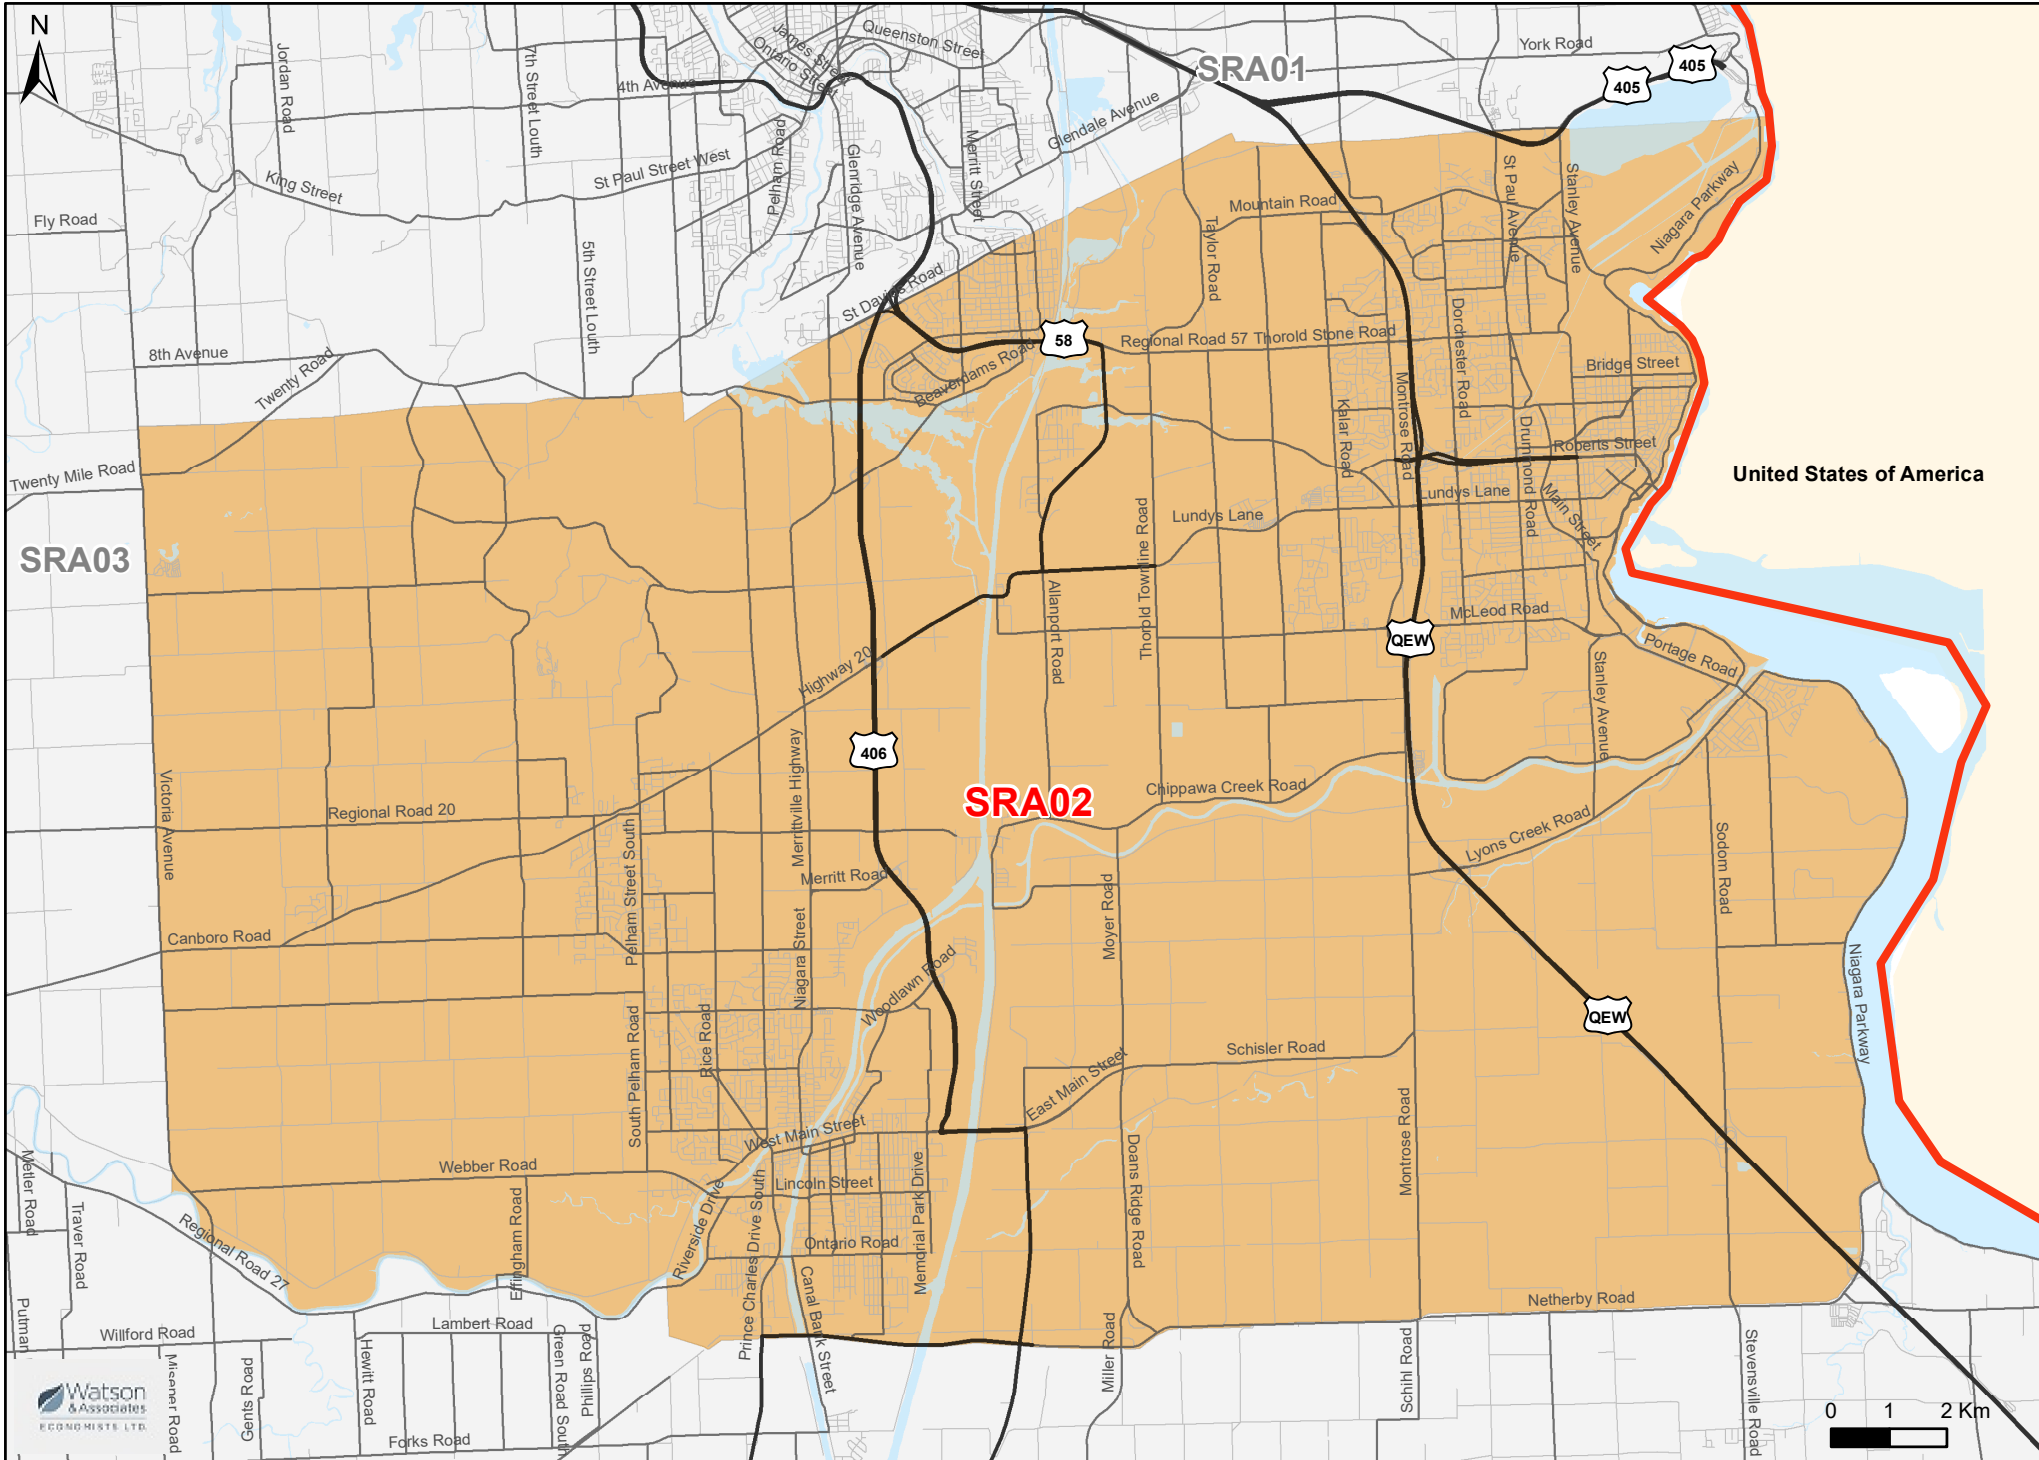 N
Jordan Road
7th Street Louth
4th Avenue
James Street
Ontario Street
Queenston Street
SRA01
York Road
405
405
Glendale Avenue
Merritt Street
Pelham Road
Glenridge Avenue
St Paul Street West
King Street
Fly Road
5th Street Louth
St Davids Road
Mountain Road
Taylor Road
St Paul Avenue
Stanley Avenue
Niagara Parkway
8th Avenue
Twenty Road
58
Beaverdams Road
Regional Road 57 Thorold Stone Road
Dorchester Road
Bridge Street
Kalar Road
Montrose Road
Drummond Road
Roberts Street
Twenty Mile Road
United States of America
Lundys Lane
Lundys Lane
Main Street
SRA03
Thorold Townline Road
Allanport Road
McLeod Road
QEW
Portage Road
Stanley Avenue
Highway 20
406
Merrittville Highway
Victoria Avenue
SRA02
Chippawa Creek Road
Regional Road 20
Pelham Street South
Lyons Creek Road
Sodom Road
Merritt Road
Moyer Road
Canboro Road
Niagara Street
Woodlawn Road
Niagara Parkway
QEW
South Pelham Road
Rice Road
Schisler Road
East Main Street
Montrose Road
West Main Street
Webber Road
Lincoln Street
Memorial Park Drive
Doans Ridge Road
Mettler Road
Traver Road
Regional Road 27
Effingham Road
Riverside Drive
Prince Charles Drive South
Ontario Road
Canal Bank Street
Netherby Road
Putman
Willford Road
Lambert Road
Misener Road
Gents Road
Hewitt Road
Green Road South
Phillips Road
Miller Road
Schihl Road
Stevensville Road
Forks Road
Watson
& Associates
ECONOMISTS LTD.
0 1 2 Km